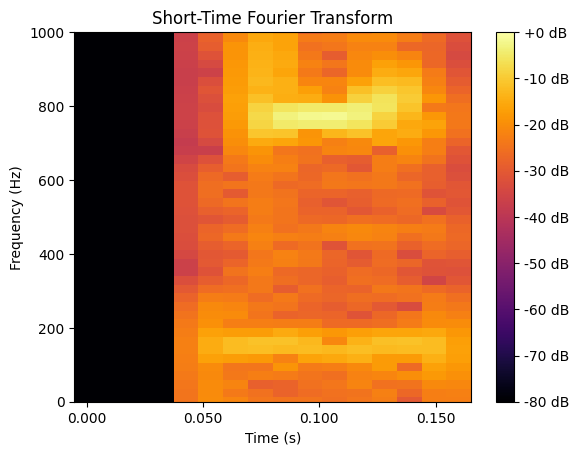 Short-Time Fourier Transform
1000
800
600
400
200
0
Frequency (Hz)
0.000
0.050
0.100
0.150
Time (s)
+0 dB
-10 dB
-20 dB
-30 dB
-40 dB
-50 dB
-60 dB
-70 dB
-80 dB